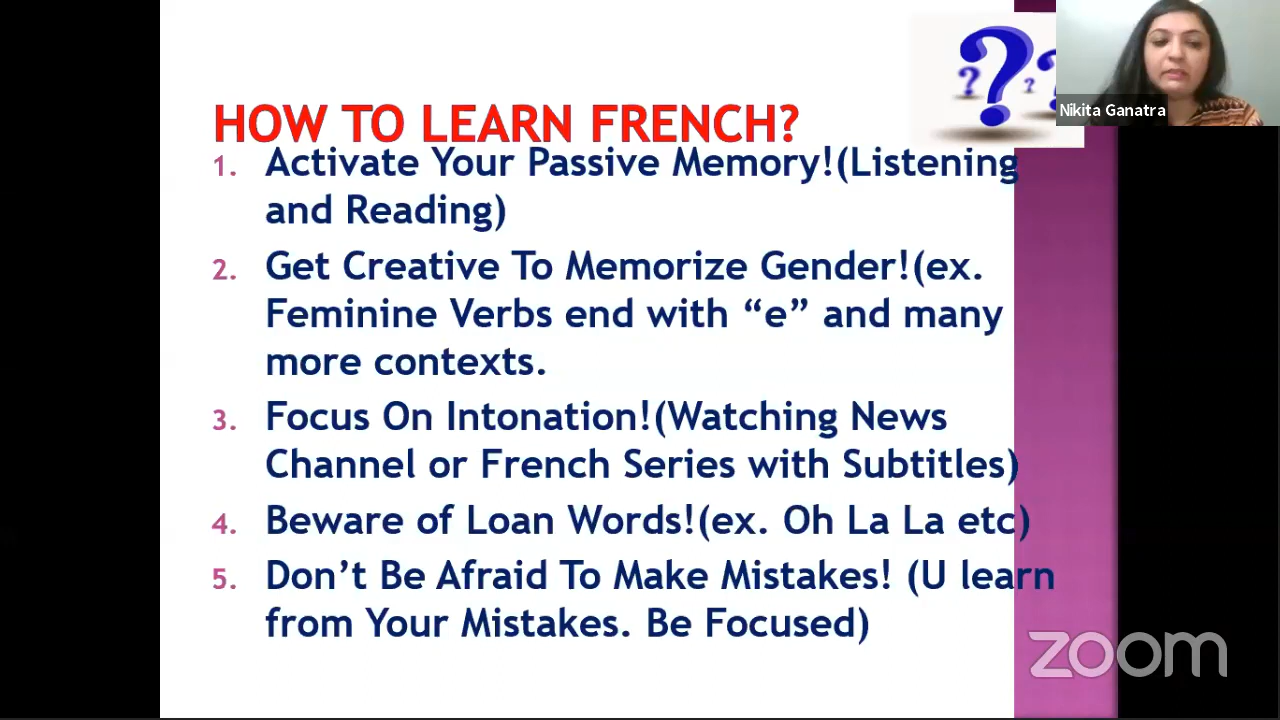 Nikita Ganatra
HOW TO LEARN FRENCH?
1. Activate Your Passive Memory!(Listening
and Reading)
2. Get Creative To Memorize Gender!(ex.
Feminine Verbs end with “e” and many
more contexts.
3. Focus On Intonation!(Watching News
Channel or French Series with Subtitles)
4. Beware of Loan Words!(ex. Oh La La etc)
5. Don’t Be Afraid To Make Mistakes! (U learn
from Your Mistakes. Be Focused)
zoom